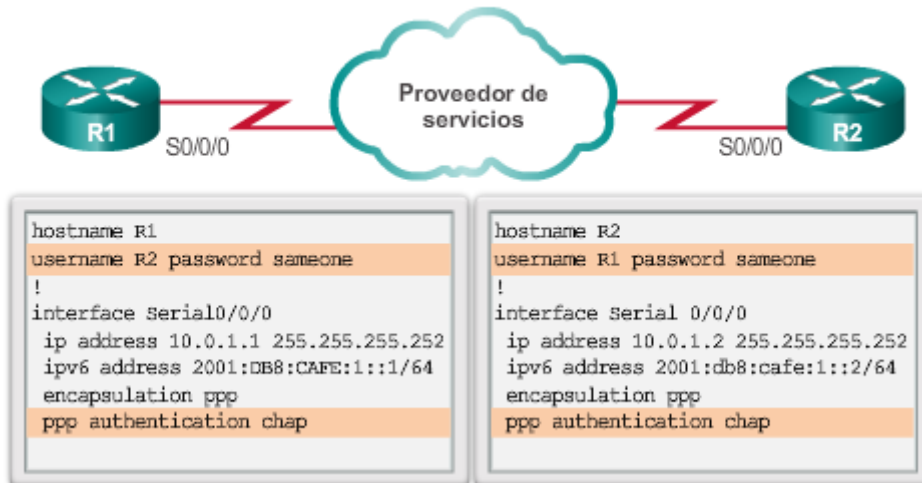 Proveedor de
servicios
R1
R2
S0/0/0
S0/0/0
hostname R1
username R2 password sameone
!
interface Serial0/0/0
ip address 10.0.1.1 255.255.255.252
ipv6 address 2001:DB8:CAFE:1::1/64
encapsulation ppp
ppp authentication chap
hostname R2
username R1 password sameone
!
interface Serial 0/0/0
ip address 10.0.1.2 255.255.255.252
ipv6 address 2001:db8:cafe:1::2/64
encapsulation ppp
ppp authentication chap